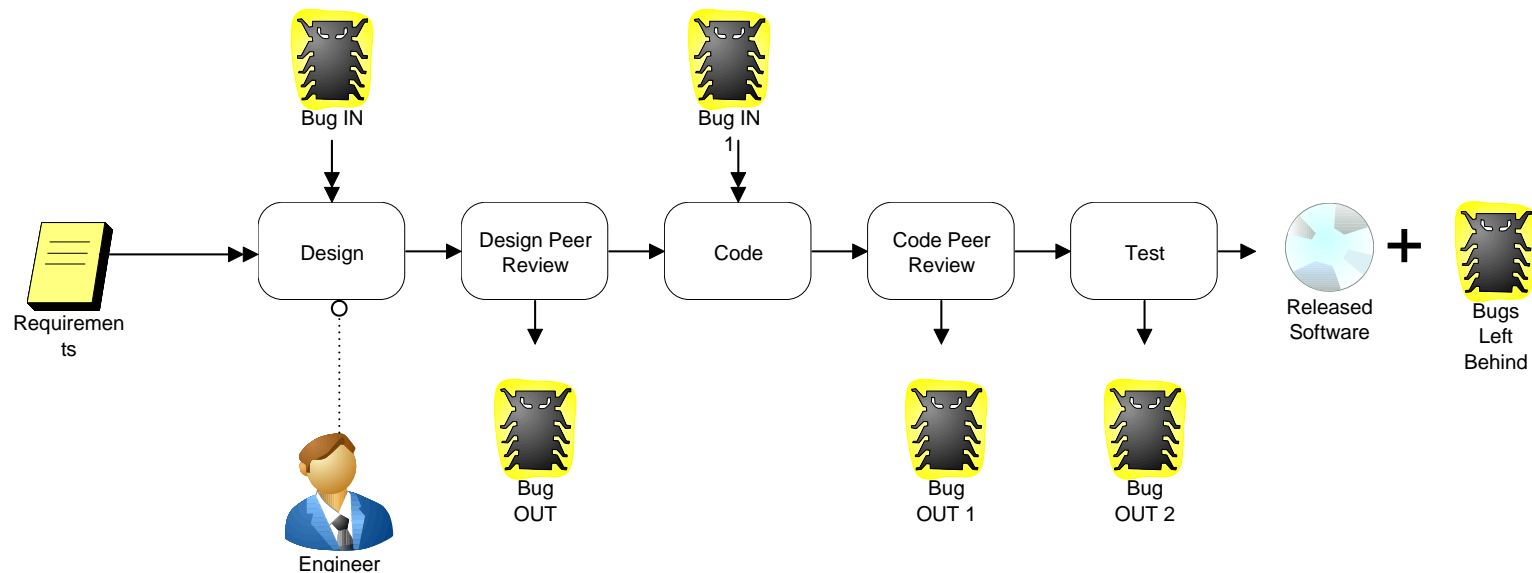 Bug IN
Bug IN
1
Requiremen
ts
Design
Design Peer
Review
Code
Code Peer
Review
Test
Released
Software
+
Bugs
Left
Behind
Bug
OUT
Bug
OUT 1
Bug
OUT 2
Engineer